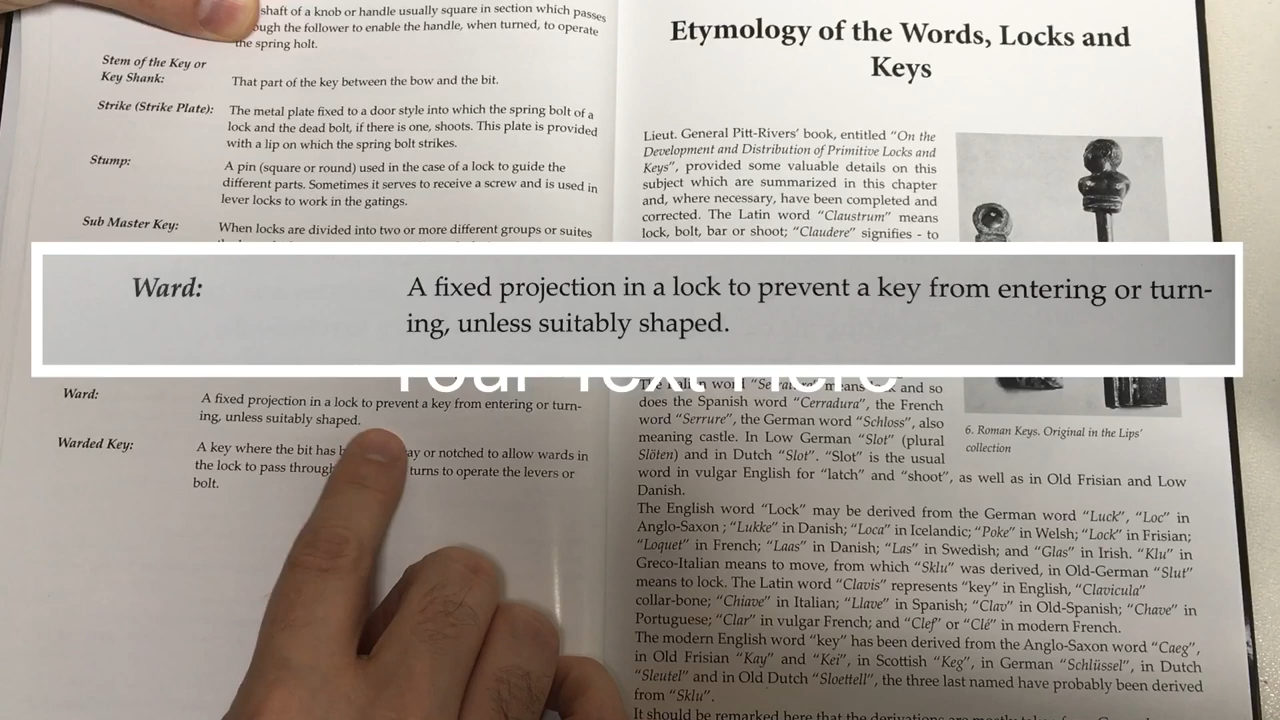 shaft of a knob or handle usually square in section which passes
the follower to enable the handle, when turned, to operate
the spring holt.
Stem of the Key or
Key Shank: That part of the key between the bow and the bit.
Strike (Strike Plate): The metal plate fixed to a door style into which the spring bolt of a
lock and the dead bolt, if there is one, shoots. This plate is provided
with a lip on which the spring bolt strikes.
Stump: A pin (square or round) used in the case of a lock to guide the
different parts. Sometimes it serves to receive a screw and is used in
lever locks to work in the gatings.
Sub Master Key: When locks are divided into two or more different groups or suites
Ward: A fixed projection in a lock to prevent a key from entering or turn-
ing, unless suitably shaped.
Your Text Here
Ward: A fixed projection in a lock to prevent a key from entering or turn-
ing, unless suitably shaped.
Warded Key: A key where the bit has or notched to allow wards in
the lock to pass turns to operate the levers or
bolt.
Etymology of the Words, Locks and
Keys
Lieut. General Pitt-Rivers' book, entitled "On the
Development and Distribution of Primitive Locks and
Keys", provided some valuable details on this
subject which are summarized in this chapter
and, where necessary, have been completed and
corrected. The Latin word "Claustrum" means
lock, bolt, bar or shoot; "Claudere" signifies - to
The Italian word means and so
does the Spanish word "Cerradura", the French
word "Serrure", the German word "Schloss", also
meaning castle. In Low German "Slot" (plural
Slöten) and in Dutch "Slot". "Slot" is the usual
word in vulgar English for "latch" and "shoot", as well as in Old Frisian and Low
Danish.
The English word "Lock" may be derived from the German word "Luck", "Loc" in
Anglo-Saxon ; "Lukke" in Danish; "Loca" in Icelandic; "Poke" in Welsh; "Lock" in Frisian;
"Loquet" in French; "Laas" in Danish; "Las" in Swedish; and "Glas" in Irish. "Klu" in
Greco-Italian means to move, from which "Sklu" was derived, in Old-German "Slut"
means to lock. The Latin word "Clavis" represents "key" in English, "Clavicula"
collar-bone; "Chiave" in Italian; "Llave" in Spanish; "Clav" in Old-Spanish; "Chave" in
Portuguese; "Clar" in vulgar French; and "Clef" or "Clé" in modern French.
The modern English word "key" has been derived from the Anglo-Saxon word "Caeg",
in Old Frisian "Kay" and "Kei", in Scottish "Keg", in German "Schlüssel", in Dutch
"Sleutel" and in Old Dutch "Sloettell", the three last named have probably been derived
from "Sklu".
It should be remarked here that the derivations are
6. Roman Keys. Original in the Lips'
collection